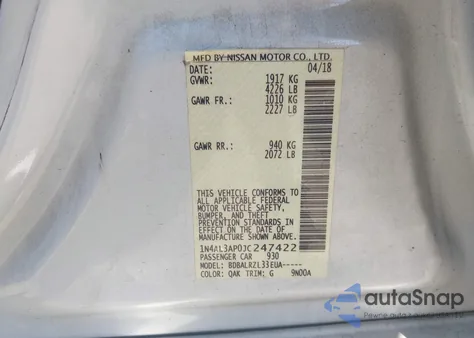 MFD BY NISSAN MOTOR CO., LTD.
DATE: 04/18
GVWR: 1917 KG
4226 LB
GAWR FR.: 1010 KG
2227 LB
GAWR RR.: 940 KG
2072 LB
THIS VEHICLE CONFORMS TO
ALL APPLICABLE FEDERAL
MOTOR VEHICLE SAFETY,
BUMPER, AND THEFT
PREVENTION STANDARDS IN
EFFECT ON THE DATE OF
MANUFACTURE SHOWN ABOVE.
1N4AL3AP0JC247422
PASSENGER CAR 930
MODEL: BDBALRZL33EUA-----
COLOR: QAK TRIM: G 9N00A
autoSnap
Pewne auto z